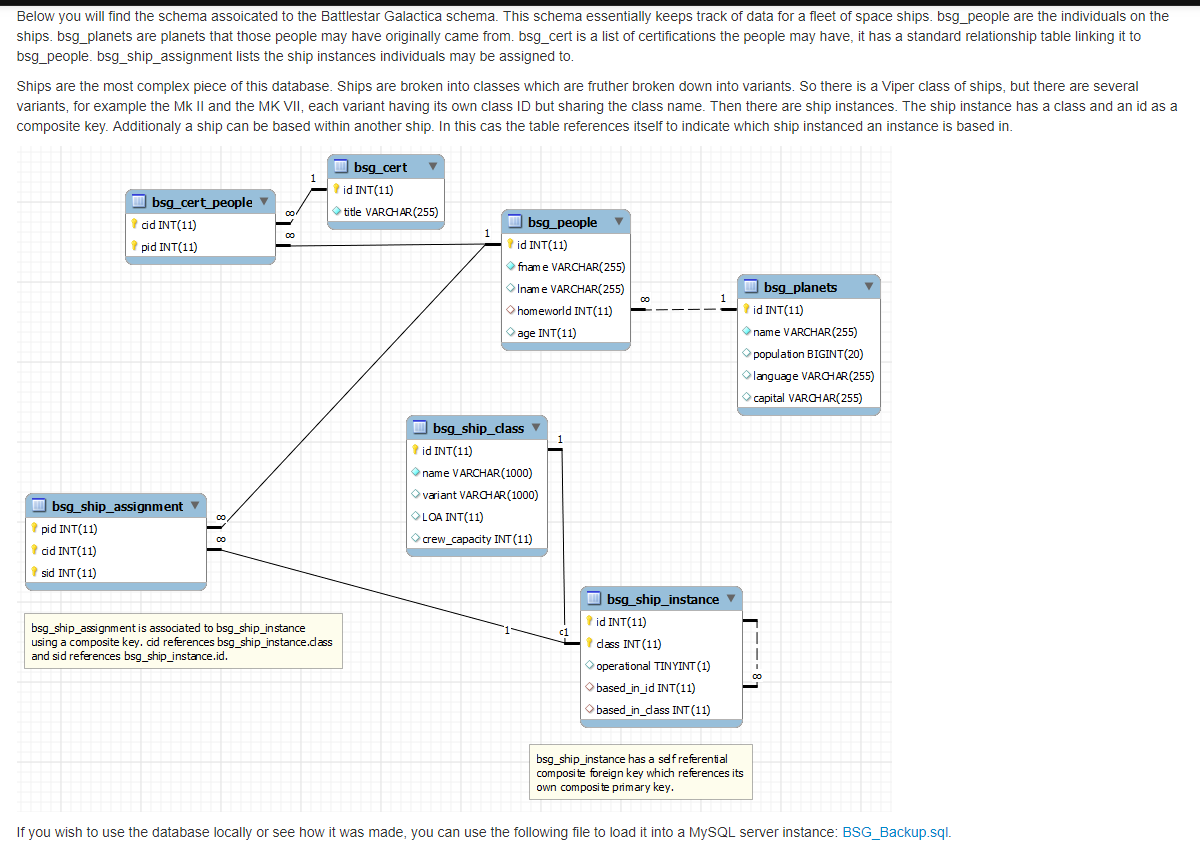 Below you will find the schema assoicated to the Battlestar Galactica schema. This schema essentially keeps track of data for a fleet of space ships. bsg_people are the individuals on the
ships. bsg_planets are planets that those people may have originally came from. bsg_cert is a list of certifications the people may have, it has a standard relationship table linking it to
bsg_people. bsg_ship_assignment lists the ship instances individuals may be assigned to.
Ships are the most complex piece of this database. Ships are broken into classes which are fruther broken down into variants. So there is a Viper class of ships, but there are several
variants, for example the Mk II and the MK VII, each variant having its own class ID but sharing the class name. Then there are ship instances. The ship instance has a class and an id as a
composite key. Additionaly a ship can be based within another ship. In this cas the table references itself to indicate which ship instanced an instance is based in.
bsg_cert
id INT(11)
title VARCHAR(255)
1
bsg_cert_people
cid INT(11)
pid INT(11)
∞
∞
bsg_people
id INT(11)
fname VARCHAR(255)
lname VARCHAR(255)
homeworld INT(11)
age INT(11)
1
∞
1
bsg_planets
id INT(11)
name VARCHAR(255)
population BIGINT(20)
language VARCHAR(255)
capital VARCHAR(255)
bsg_ship_class
id INT(11)
name VARCHAR(1000)
variant VARCHAR(1000)
LOA INT(11)
crew_capacity INT(11)
1
bsg_ship_assignment
pid INT(11)
cid INT(11)
sid INT(11)
∞
∞
bsg_ship_instance
id INT(11)
class INT(11)
operational TINYINT(1)
based_in_id INT(11)
based_in_class INT(11)
1
1
∞
bsg_ship_assignment is associated to bsg_ship_instance
using a composite key. cid references bsg_ship_instance.class
and sid references bsg_ship_instance.id.
bsg_ship_instance has a self referential
composite foreign key which references its
own composite primary key.
If you wish to use the database locally or see how it was made, you can use the following file to load it into a MySQL server instance: BSG_Backup.sql.